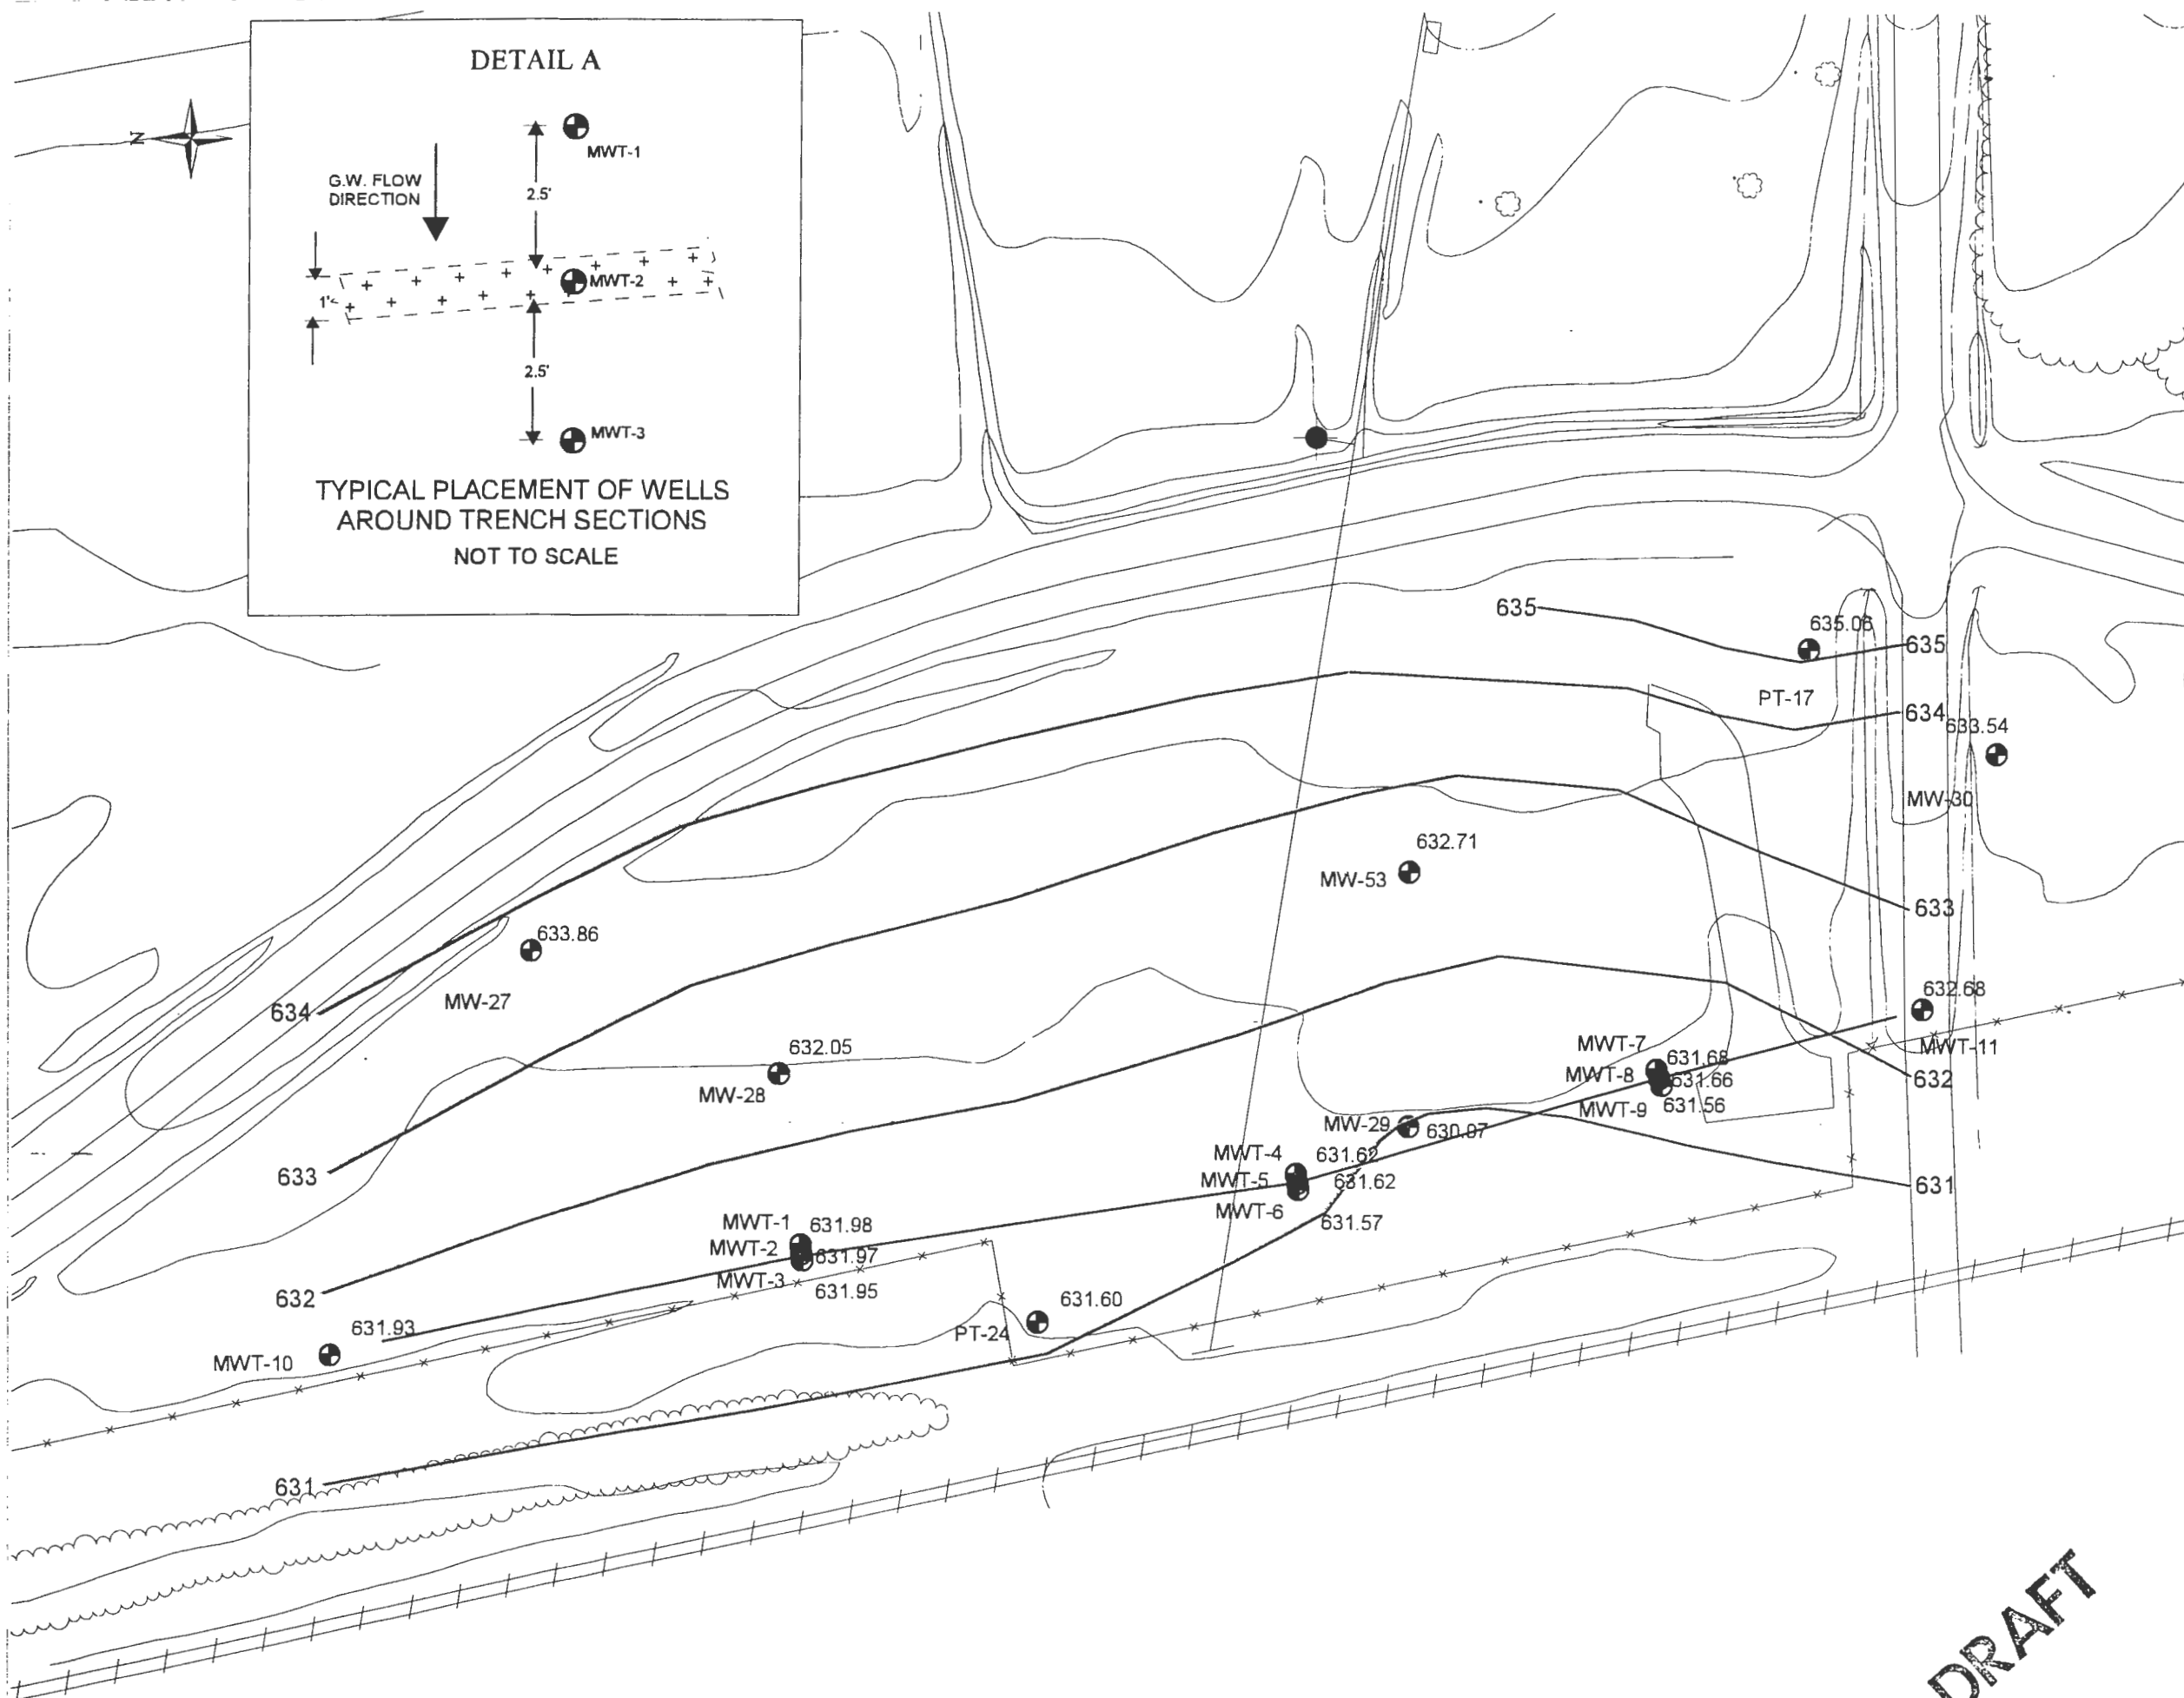 DETAIL A
MWT-1
G.W. FLOW
DIRECTION
2.5'
MWT-2
1'
2.5'
MWT-3
TYPICAL PLACEMENT OF WELLS
AROUND TRENCH SECTIONS
NOT TO SCALE
N
635
635.06
635
PT-17
634
633.54
MW-30
632.71
MW-53
633
633.86
MW-27
634
632.68
MWT-11
632.05
MW-28
MWT-7
631.68
MWT-8
631.66
MWT-9
631.56
632
MW-29
630.97
MWT-4
631.62
MWT-5
631.62
MWT-6
631.57
633
631
MWT-1
631.98
MWT-2
631.97
MWT-3
631.95
632
631.93
MWT-10
631.60
PT-24
631
DRAFT